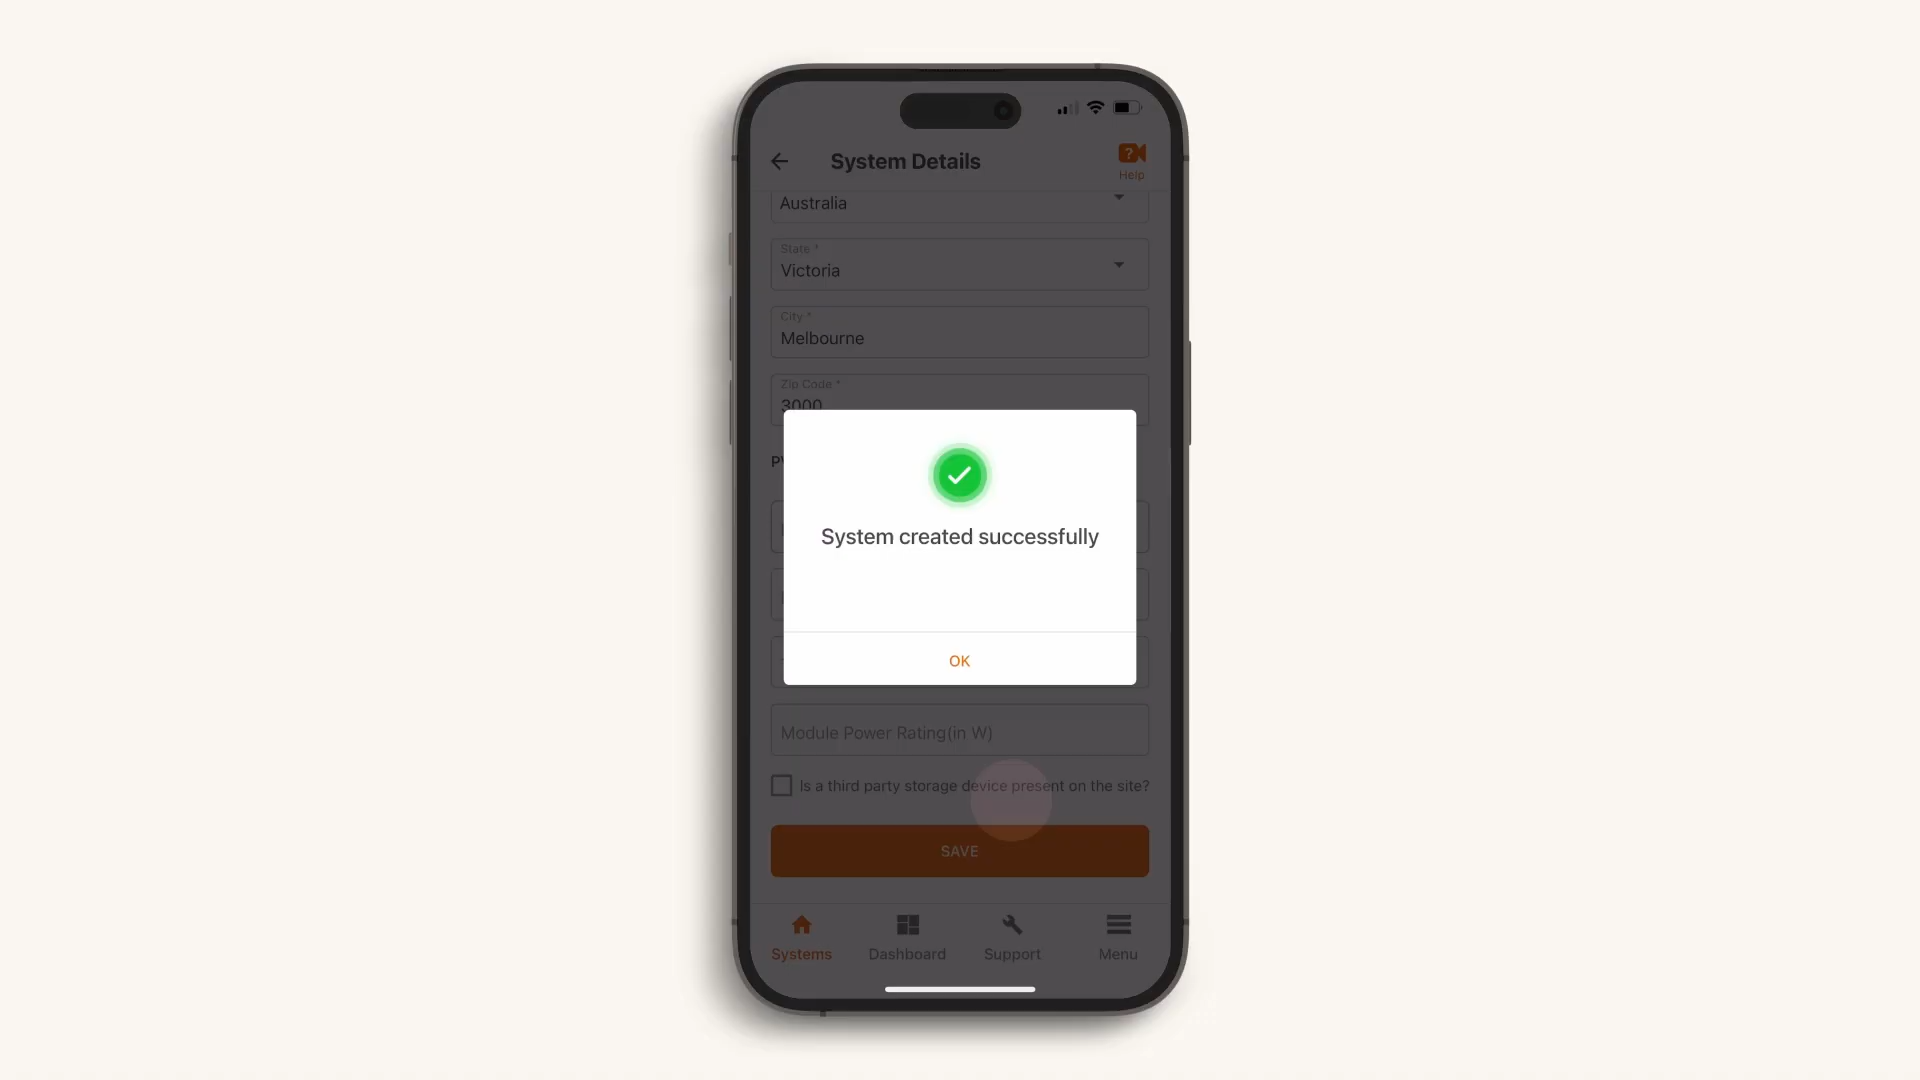 System Details
Help
Australia
State *
Victoria
City *
Melbourne
Zip Code *
3000
System created successfully
OK
Module Power Rating(in W)
Is a third party storage device present on the site?
SAVE
Systems
Dashboard
Support
Menu